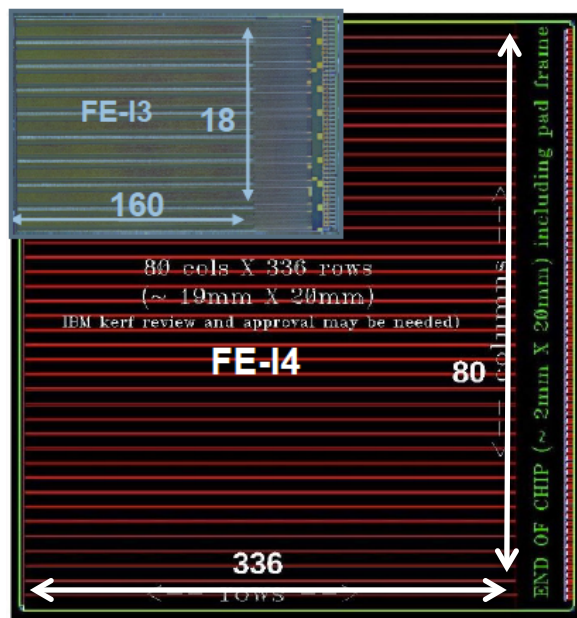 FE-I3
18
160
80 cols X 336 rows
(~ 19mm X 20mm)
IBM kerf review and approval may be needed)
FE-I4
80
<-- columns -->
END OF CHIP (~ 2mm X 20mm) including pad frame
336
<-- rows -->